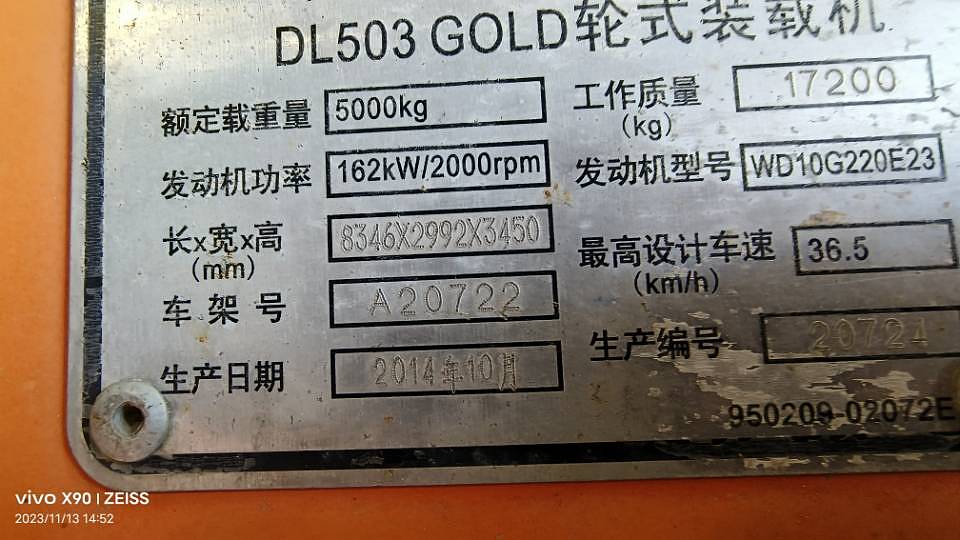 DL503 GOLD轮式装载机
额定载重量 5000kg 工作质量 (kg) 17200
发动机功率 162kW/2000rpm 发动机型号 WD10G220E23
长x宽x高 (mm) 8346X2992X3450 最高设计车速 (km/h) 36.5
车架号 A20722
生产编号 20724
生产日期 2014年10月
950209-02072E
vivo X90 | ZEISS
2023/11/13 14:52